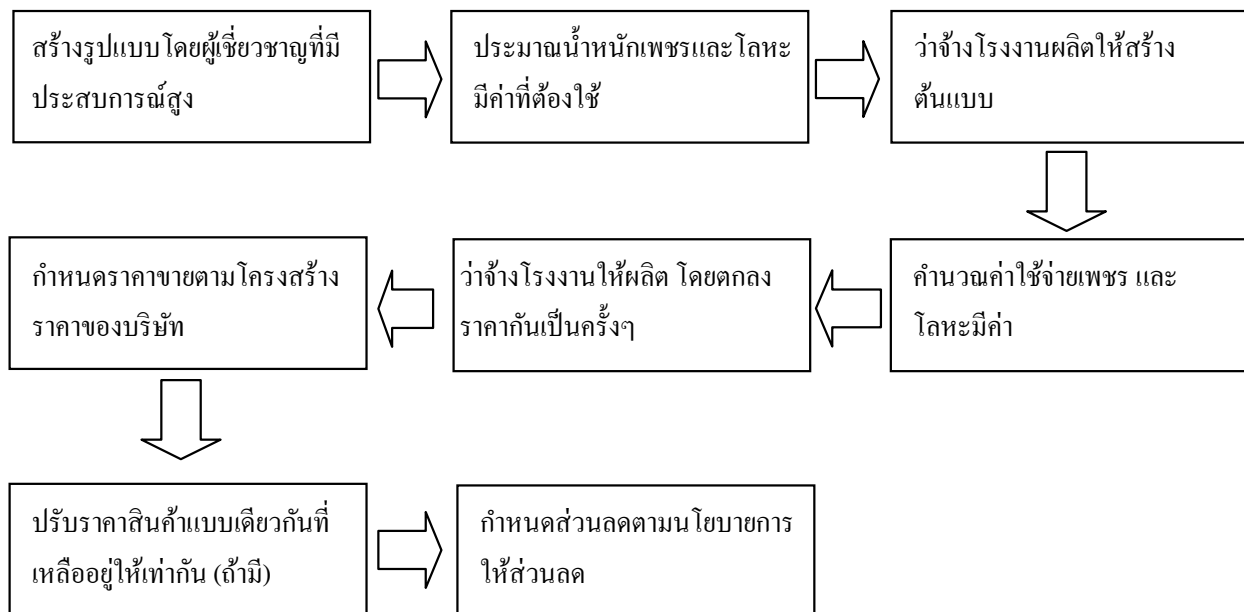 สร้างรูปแบบโดยผู้เชี่ยวชาญที่มี
ประสบการณ์สูง
ประมาณน้ำหนักเพชรและโลหะ
มีค่าที่ต้องใช้
ว่าจ้างโรงงานผลิตให้สร้าง
ต้นแบบ
คำนวณค่าใช้จ่ายเพชร และ
โลหะมีค่า
ว่าจ้างโรงงานให้ผลิต โดยตกลง
ราคากันเป็นครั้งๆ
กำหนดราคาขายตามโครงสร้าง
ราคาของบริษัท
ปรับราคาสินค้าแบบเดียวกันที่
เหลืออยู่ให้เท่ากัน (ถ้ามี)
กำหนดส่วนลดตามนโยบายการ
ให้ส่วนลด